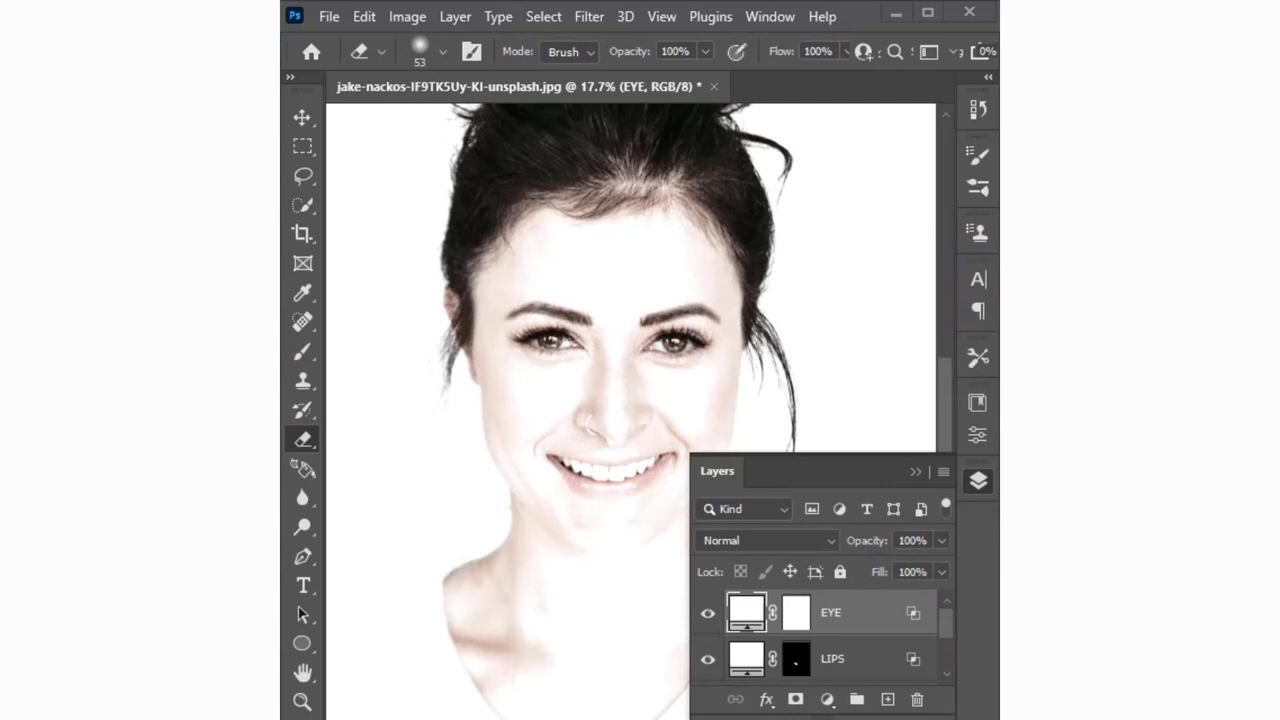 Ps File Edit Image Layer Type Select Filter 3D View Plugins Window Help
53 Mode: Brush Opacity: 100% Flow: 100% 0%
jake-nackos-IF9TK5Uy-KI-unsplash.jpg @ 17.7% (EYE, RGB/8) *
Layers
Kind
Normal Opacity: 100%
Lock: Fill: 100%
EYE
LIPS
fx